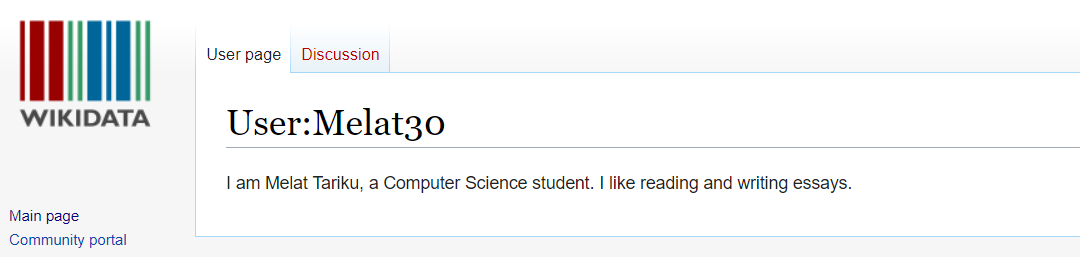 WIKIDATA
User page
Discussion
User:Melat30
I am Melat Tariku, a Computer Science student. I like reading and writing essays.
Main page
Community portal